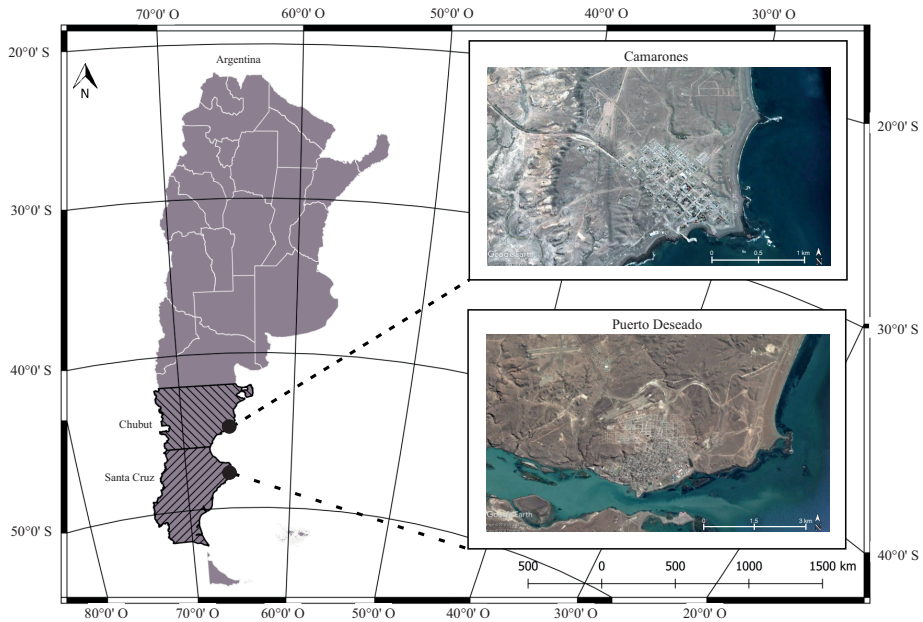 70°0' O
60°0' O
50°0' O
40°0' O
30°0' O
20°0' S
Argentina
N
Camarones
Google Earth
0 0.5 1 km
N
20°0' S
30°0' S
30°0' S
Puerto Deseado
40°0' S
Chubut
Santa Cruz
Google Earth
0 1.5 3 km
N
50°0' S
40°0' S
500 0 500 1000 1500 km
80°0' O
70°0' O
60°0' O
50°0' O
40°0' O
30°0' O
20°0' O